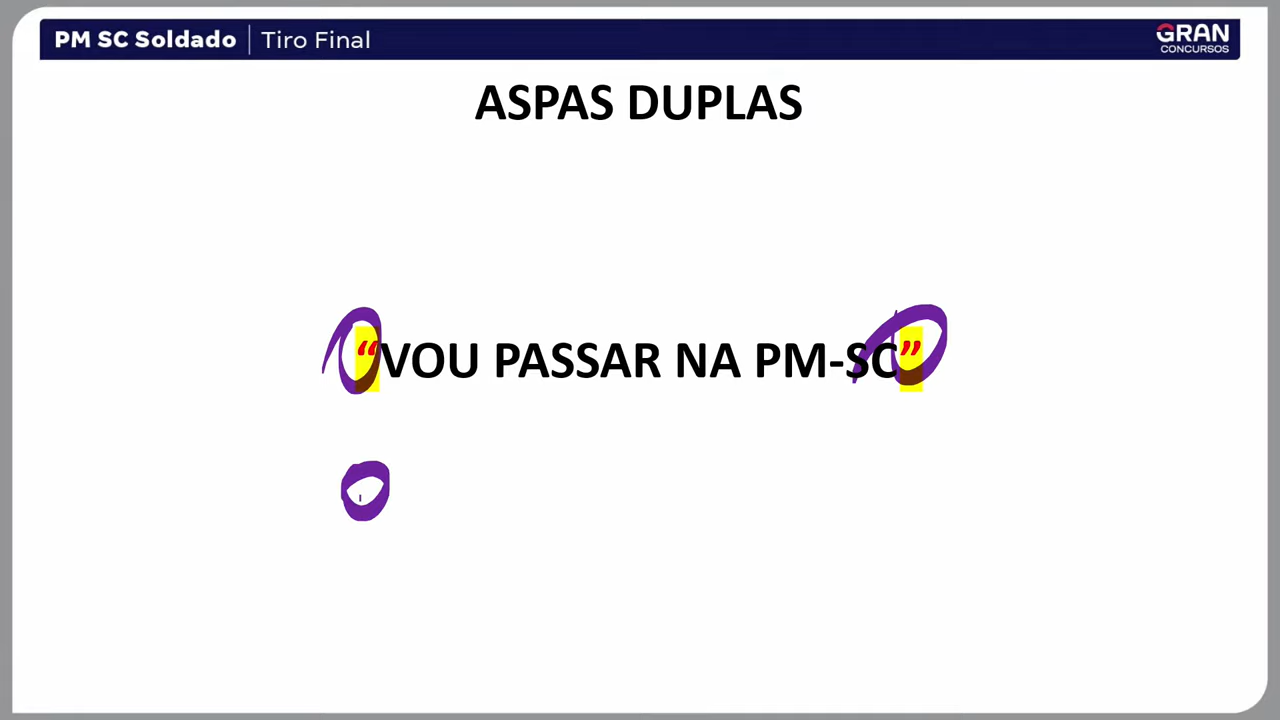 PM SC Soldado | Tiro Final
GRAN
CONCURSOS
ASPAS DUPLAS
“VOU PASSAR NA PM-SC”